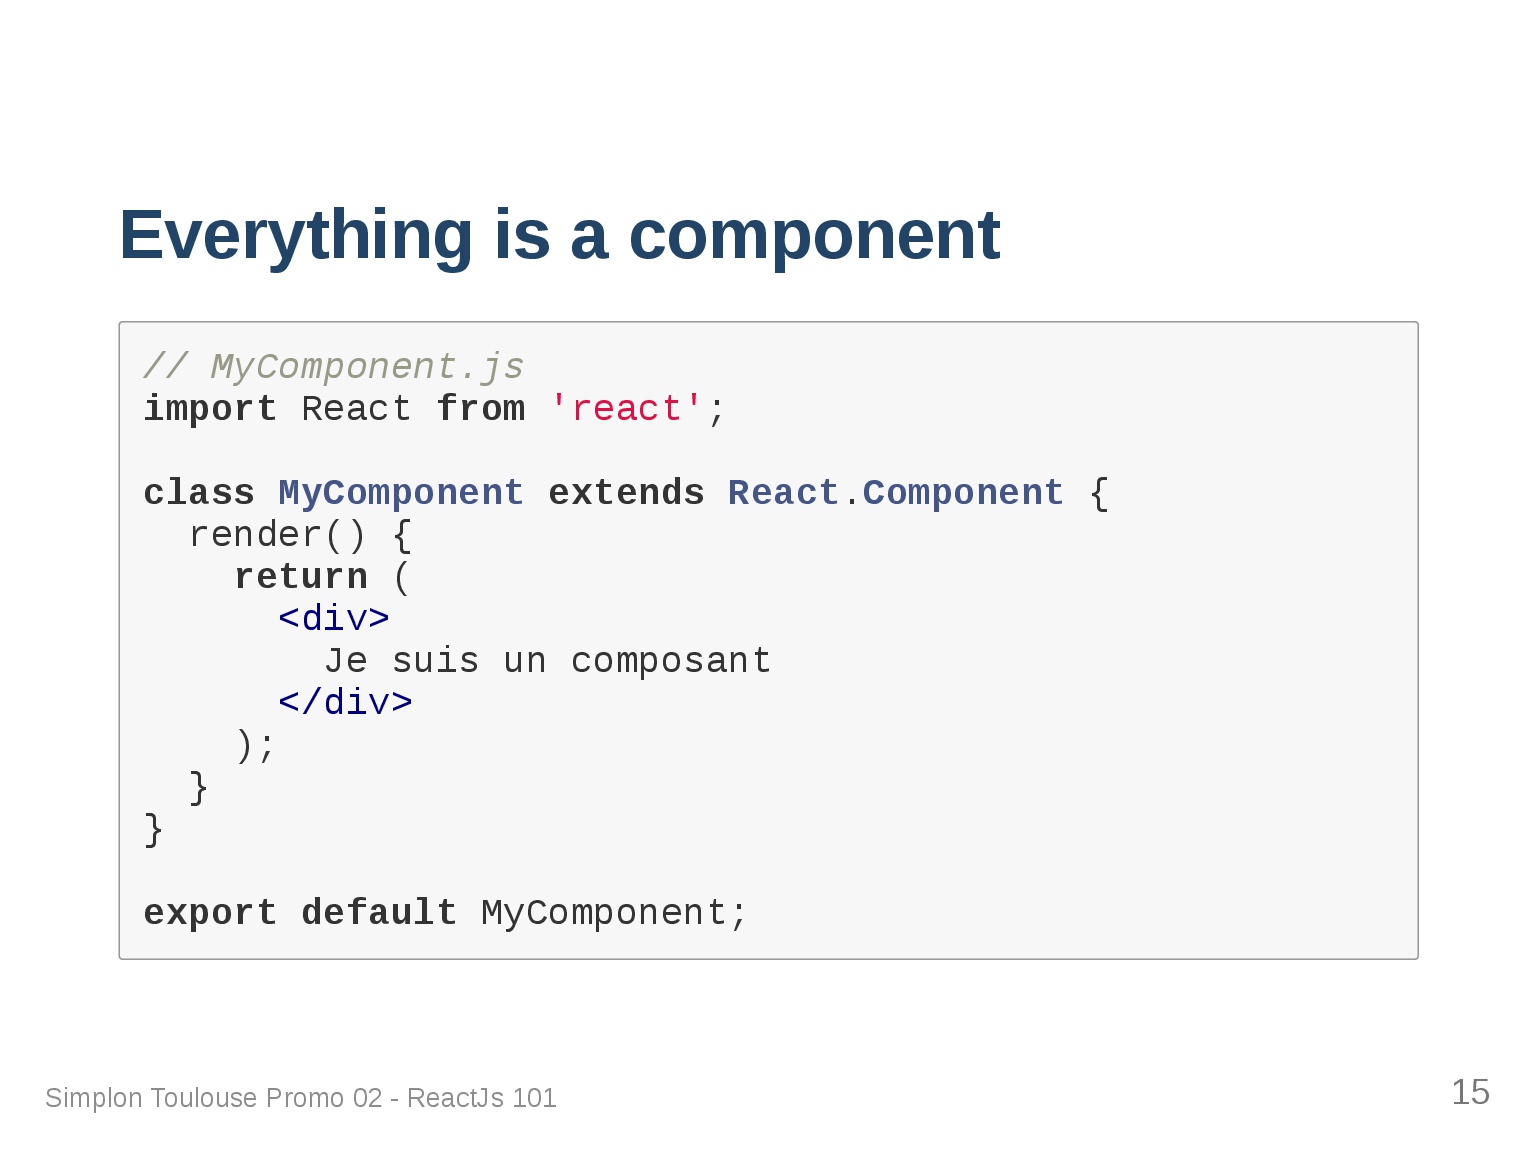 Everything is a component
// MyComponent.js
import React from 'react';

class MyComponent extends React.Component {
  render() {
    return (
      <div>
        Je suis un composant
      </div>
    );
  }
}

export default MyComponent;
Simplon Toulouse Promo 02 - ReactJs 101
15